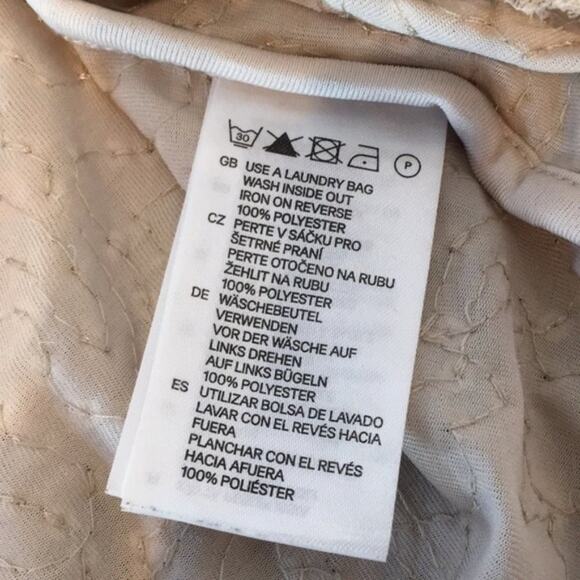 30 P
GB USE A LAUNDRY BAG
WASH INSIDE OUT
IRON ON REVERSE
100% POLYESTER
CZ PERTE V SÁČKU PRO
ŠETRNÉ PRANÍ
PERTE OTOČENO NA RUBU
ŽEHLIT NA RUBU
100% POLYESTER
DE WÄSCHEBEUTEL
VERWENDEN
VOR DER WÄSCHE AUF
LINKS DREHEN
AUF LINKS BÜGELN
100% POLYESTER
ES UTILIZAR BOLSA DE LAVADO
LAVAR CON EL REVÉS HACIA
FUERA
PLANCHAR CON EL REVÉS
HACIA AFUERA
100% POLIÉSTER